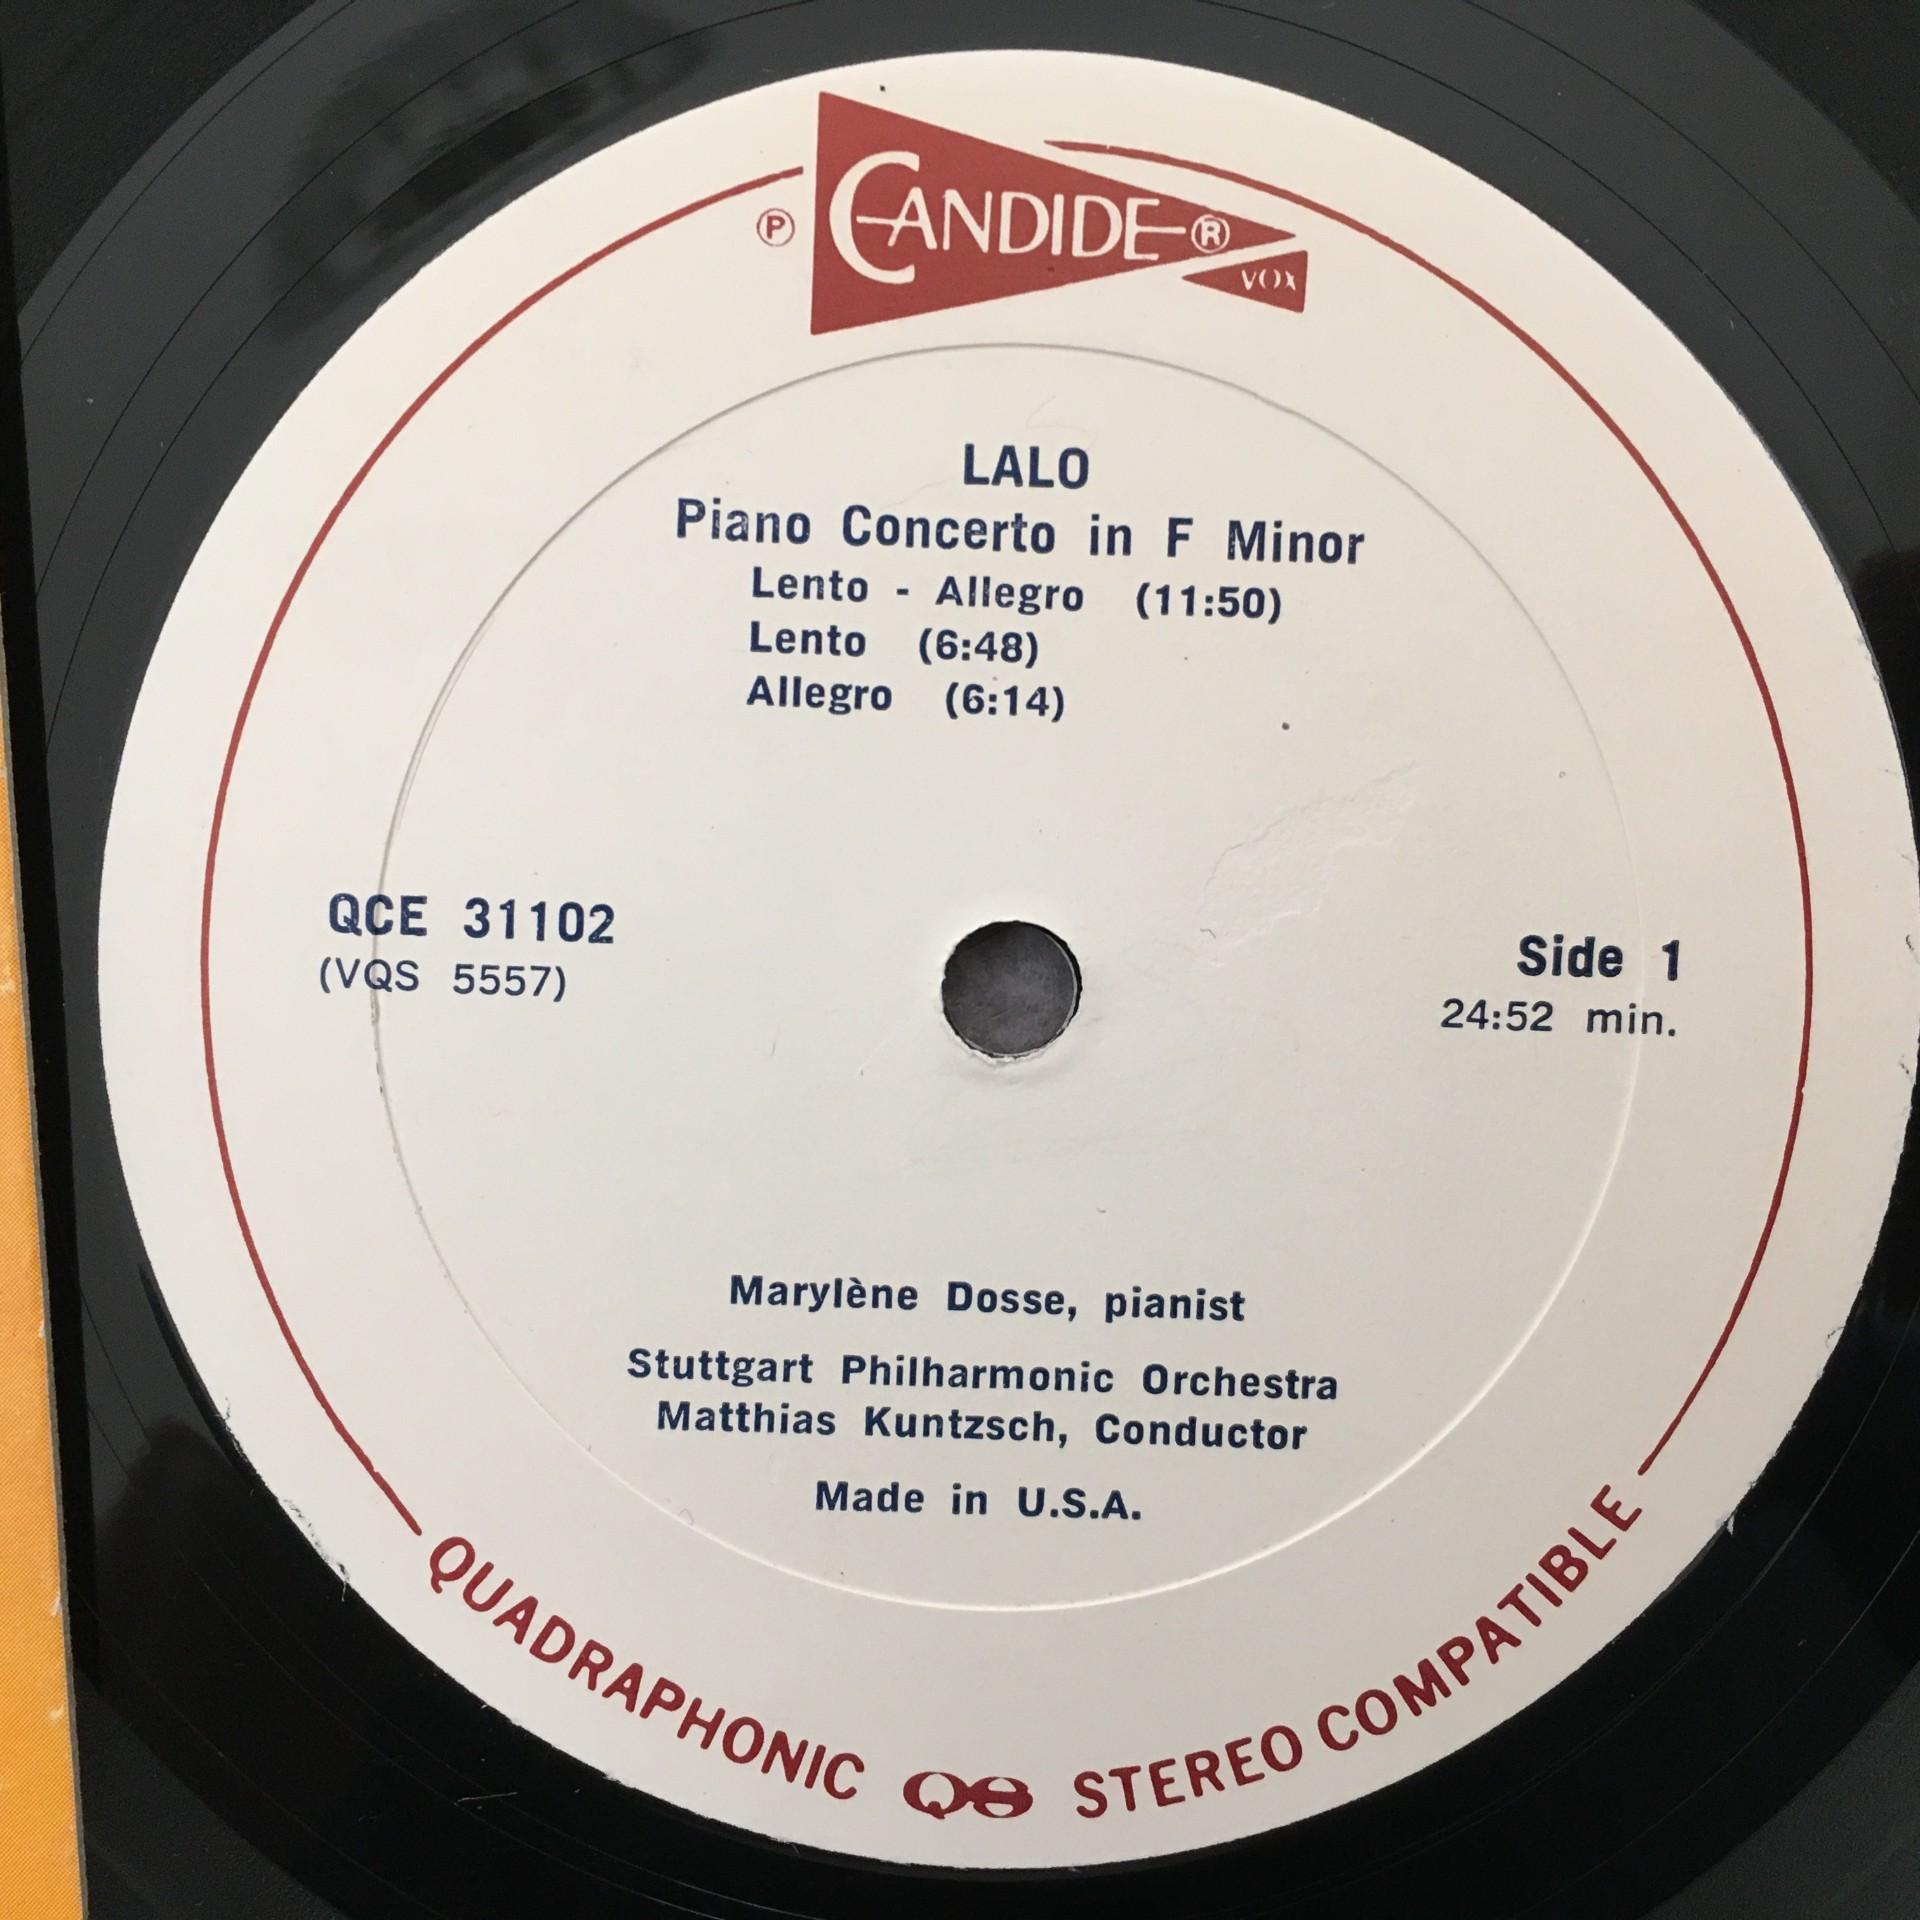 ℗ CANDIDE ®
VOX
LALO
Piano Concerto in F Minor
Lento - Allegro (11:50)
Lento (6:48)
Allegro (6:14)
QCE 31102
(VQS 5557)
Side 1
24:52 min.
Marylène Dosse, pianist
Stuttgart Philharmonic Orchestra
Matthias Kuntzsch, Conductor
Made in U.S.A.
QUADRAPHONIC QS STEREO COMPATIBLE